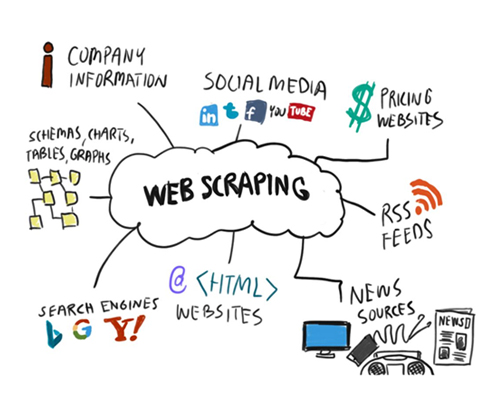 i COMPANY
INFORMATION
SOCIAL MEDIA
in t f YOU TUBE
$ PRICING
WEBSITES
SCHEMAS, CHARTS,
TABLES, GRAPHS
WEB SCRAPING
RSS
FEEDS
@ <HTML>
WEBSITES
SEARCH ENGINES
b G Y!
NEWS
SOURCES
NEWS